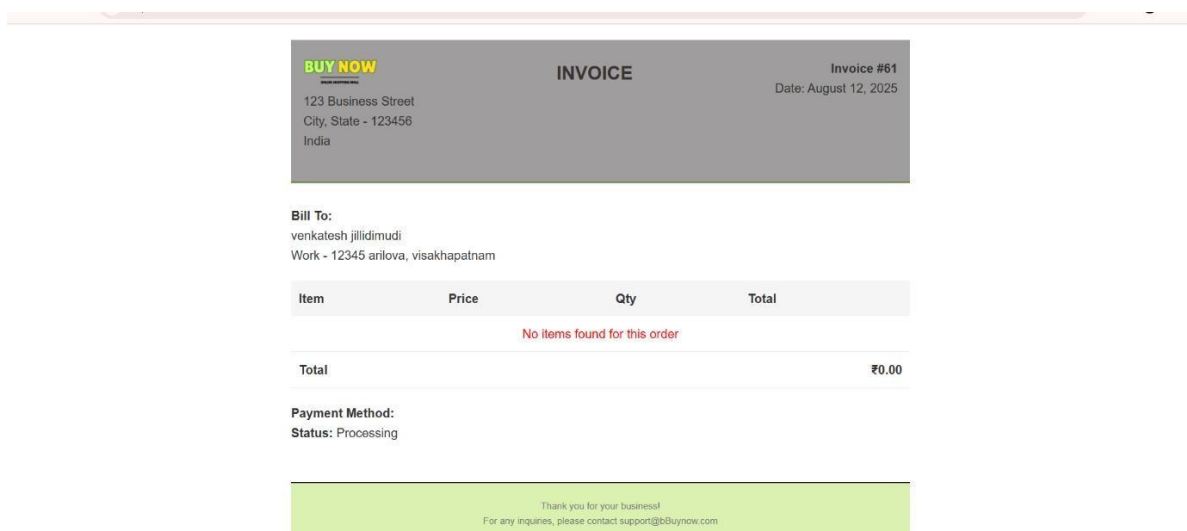 BUY NOW
123 Business Street
City, State - 123456
India
INVOICE
Invoice #61
Date: August 12, 2025
Bill To:
venkatesh jillidimudi
Work - 12345 arilova, visakhapatnam
Item Price Qty Total
No items found for this order
Total ₹0.00
Payment Method:
Status: Processing
Thank you for your business!
For any inquiries, please contact support@bBuynow.com